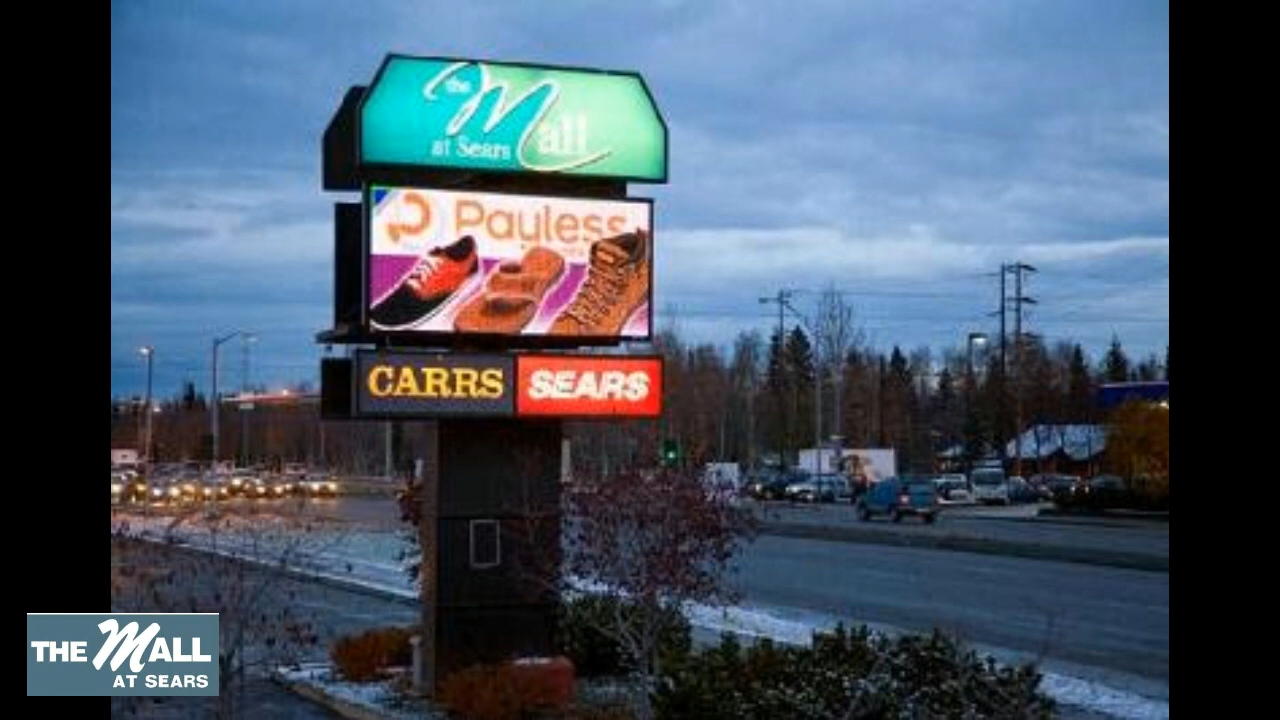 the Mall
at Sears
Payless
CARRS SEARS
THE MALL
AT SEARS